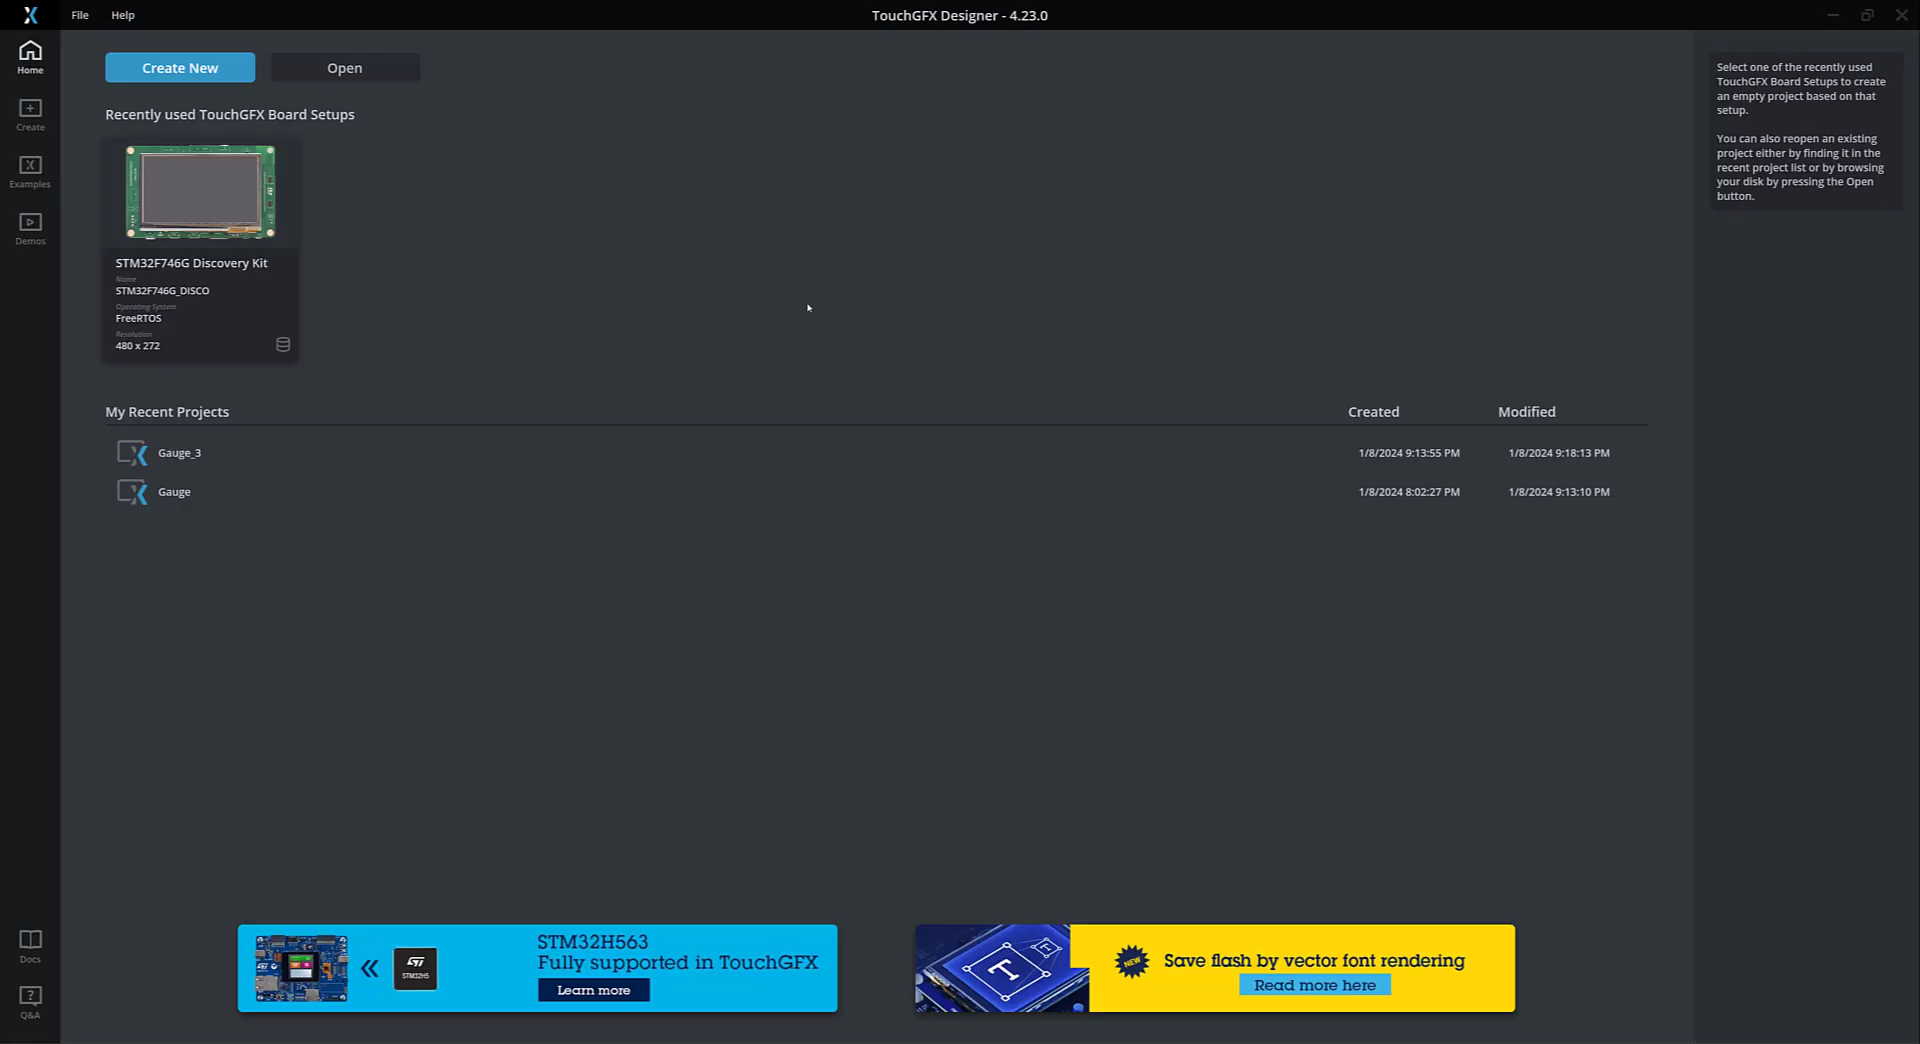 File
Help
TouchGFX Designer - 4.23.0
Home
Create
Examples
Demos
Docs
Q&A
Create New
Open
Recently used TouchGFX Board Setups
STM32F746G Discovery Kit
Name
STM32F746G_DISCO
Operating System
FreeRTOS
Resolution
480 x 272
My Recent Projects
Created
Modified
Gauge_3
1/8/2024 9:13:55 PM
1/8/2024 9:18:13 PM
Gauge
1/8/2024 8:02:27 PM
1/8/2024 9:13:10 PM
STM32H5
STM32H563
Fully supported in TouchGFX
Learn more
T
T
NEW
Save flash by vector font rendering
Read more here
Select one of the recently used
TouchGFX Board Setups to create
an empty project based on that
setup.
You can also reopen an existing
project either by finding it in the
recent project list or by browsing
your disk by pressing the Open
button.